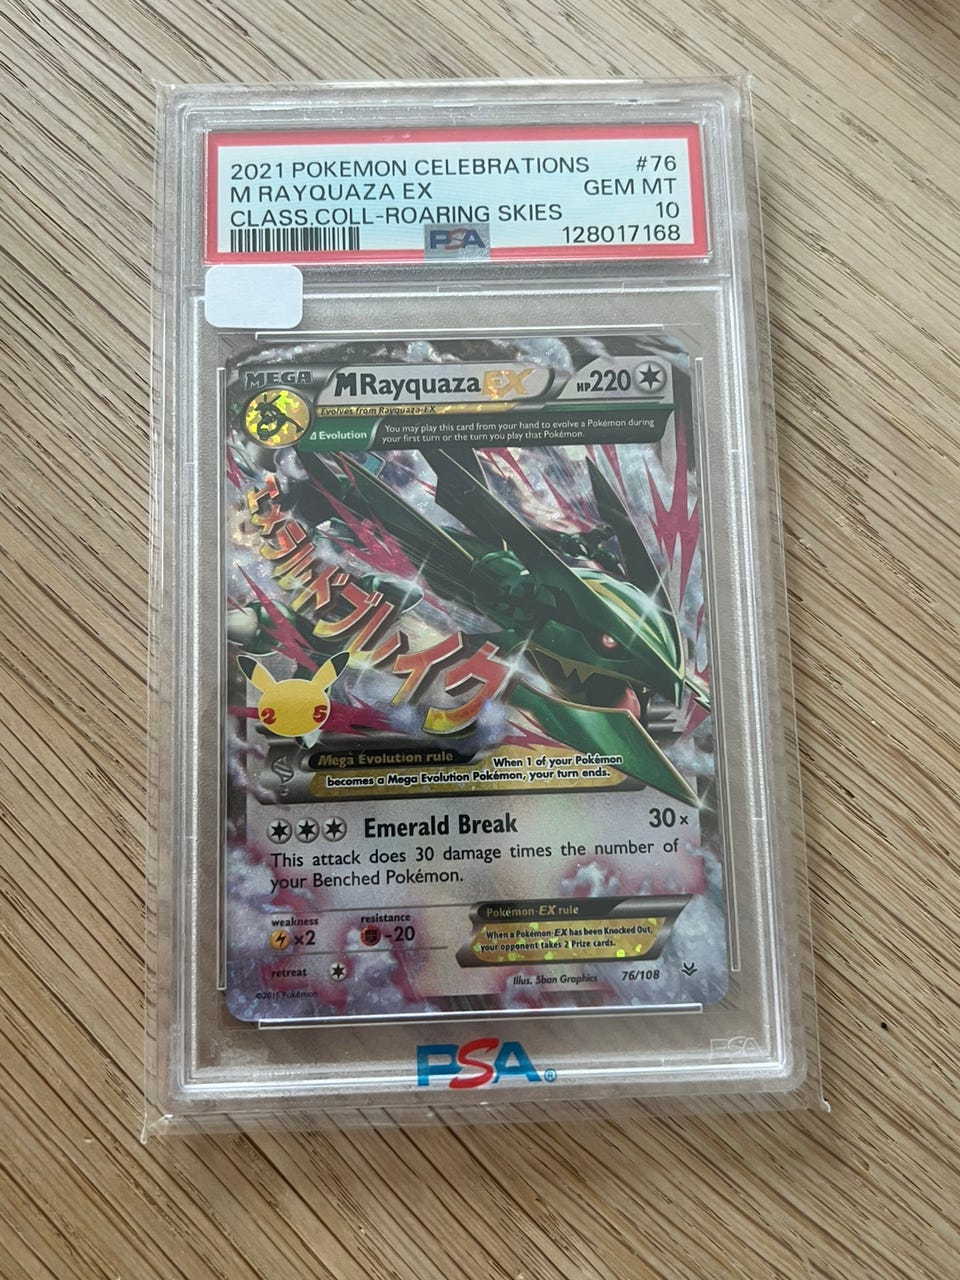 2021 POKEMON CELEBRATIONS #76
M RAYQUAZA EX GEM MT
CLASS.COLL-ROARING SKIES 10
PSA 128017168
MEGA MRayquazaEX HP220
Evolves from Rayquaza-EX
Δ Evolution
You may play this card from your hand to evolve a Pokémon during
your first turn or the turn you play that Pokémon.
エメラルドブレイク
25
Mega Evolution rule When 1 of your Pokémon
becomes a Mega Evolution Pokémon, your turn ends.
Emerald Break 30×
This attack does 30 damage times the number of
your Benched Pokémon.
weakness resistance
×2 -20
Pokémon-EX rule
When a Pokémon-EX has been Knocked Out,
your opponent takes 2 Prize cards.
retreat
Illus. 5ban Graphics 76/108
©2015 Pokémon
PSA®
PSA